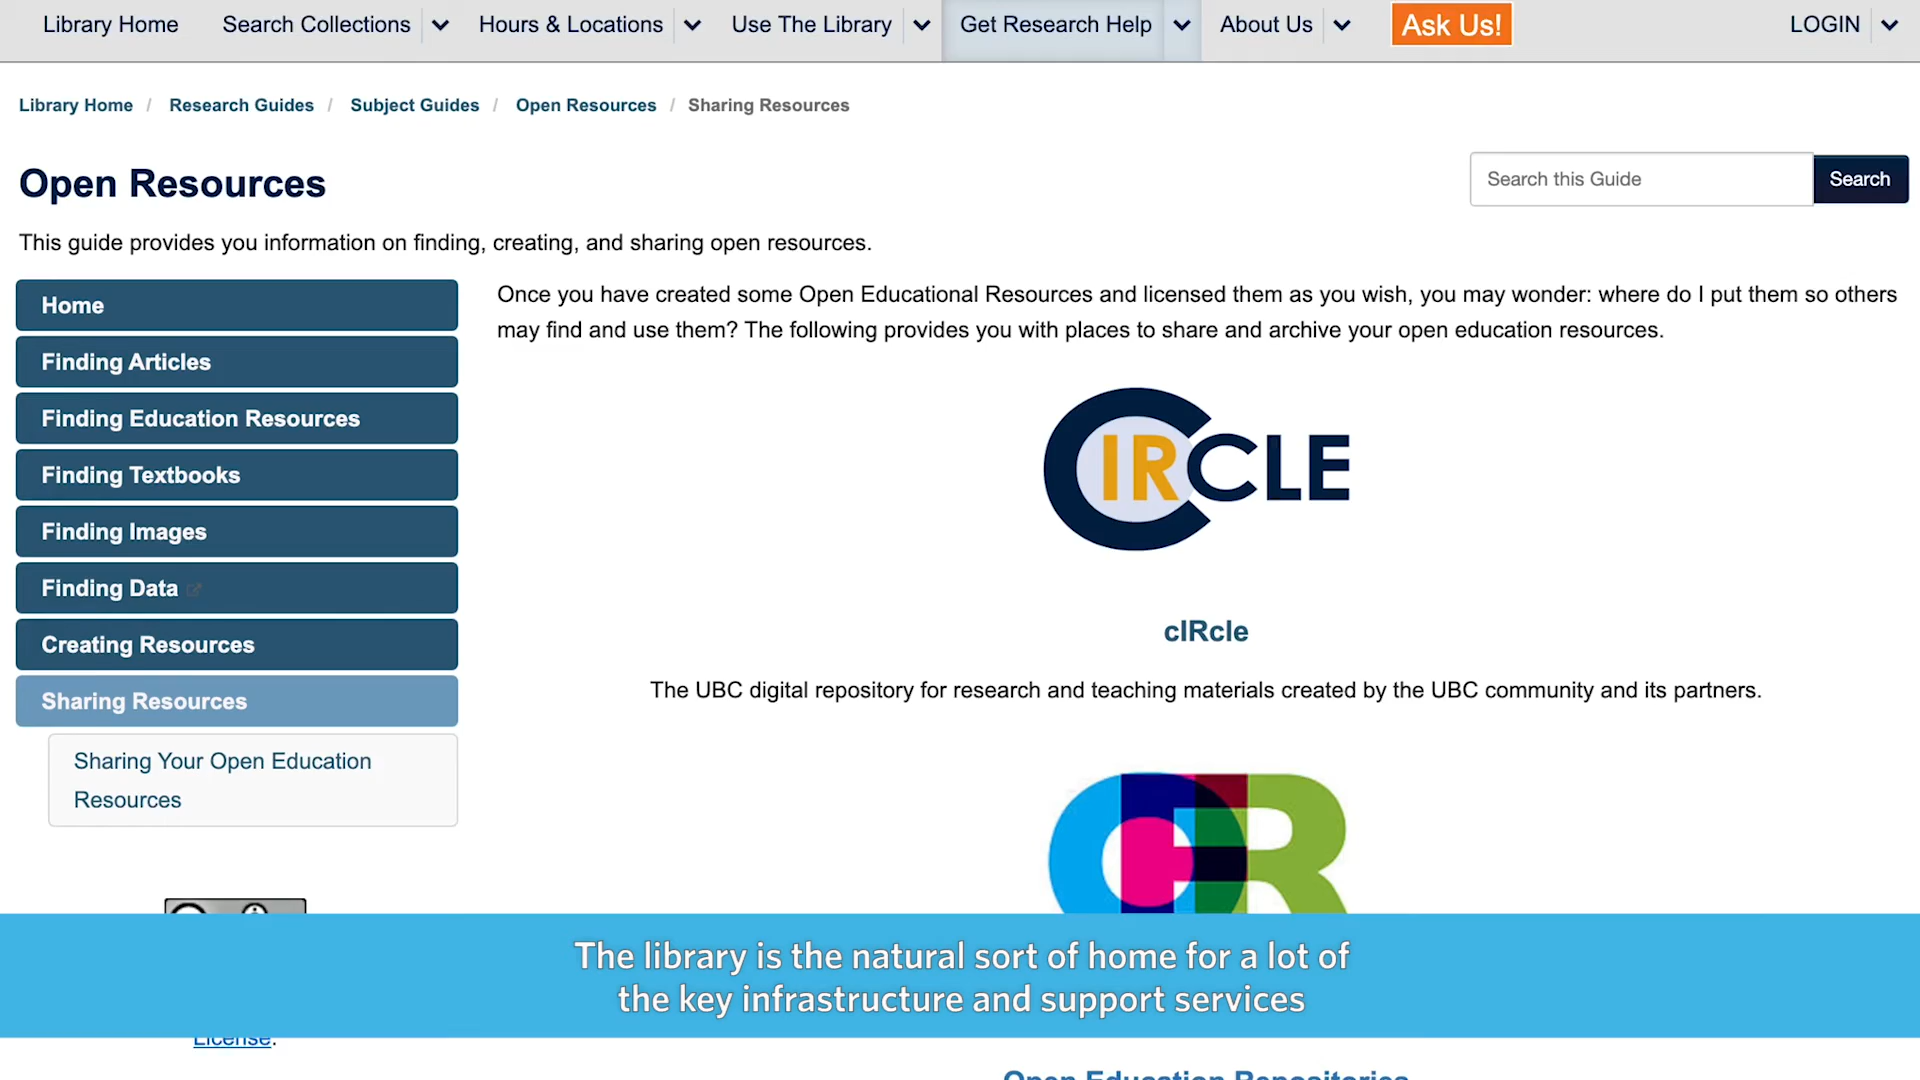 Library Home Search Collections Hours & Locations Use The Library Get Research Help About Us Ask Us! LOGIN
Library Home / Research Guides / Subject Guides / Open Resources / Sharing Resources
Open Resources
Search this Guide Search
This guide provides you information on finding, creating, and sharing open resources.
Home
Finding Articles
Finding Education Resources
Finding Textbooks
Finding Images
Finding Data
Creating Resources
Sharing Resources
Sharing Your Open Education
Resources
Once you have created some Open Educational Resources and licensed them as you wish, you may wonder: where do I put them so others
may find and use them? The following provides you with places to share and archive your open education resources.
CIRCLE
cIRcle
The UBC digital repository for research and teaching materials created by the UBC community and its partners.
OER
The library is the natural sort of home for a lot of
the key infrastructure and support services
License.
Open Education Repositories